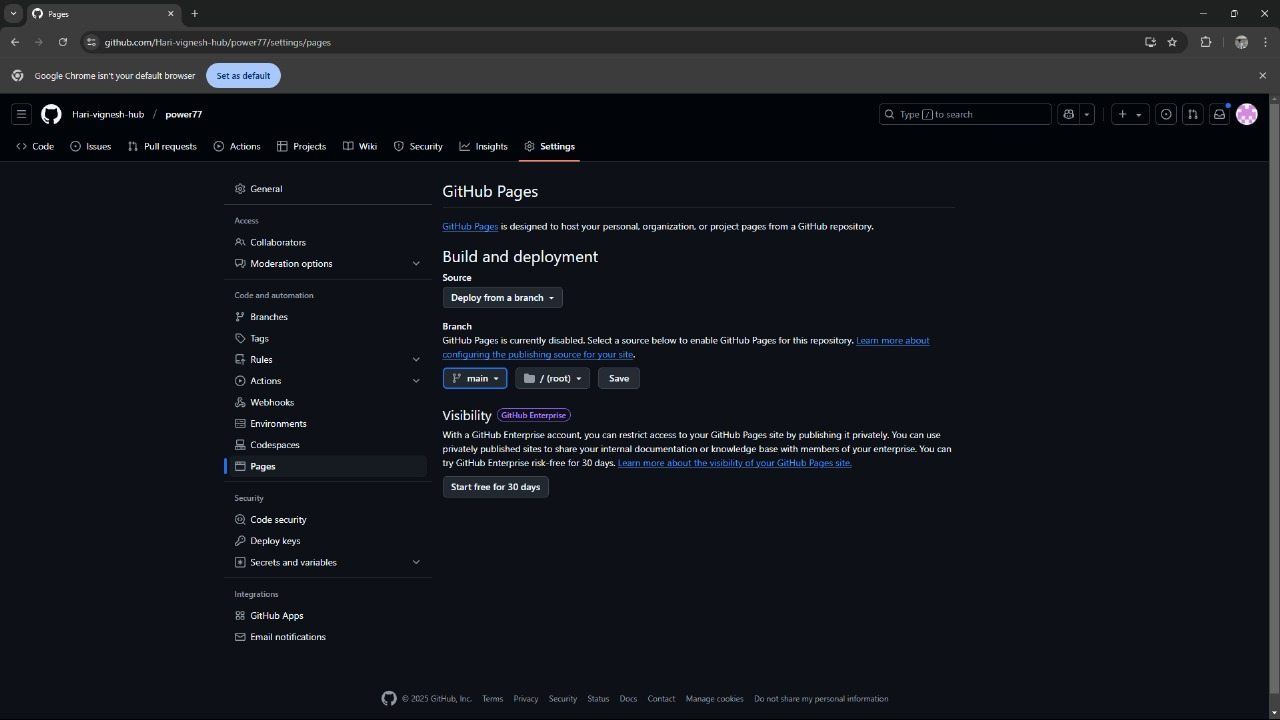 Pages
github.com/Hari-vignesh-hub/power77/settings/pages
Google Chrome isn't your default browser
Set as default
Hari-vignesh-hub / power77
Type / to search
Code
Issues
Pull requests
Actions
Projects
Wiki
Security
Insights
Settings
General
Access
Collaborators
Moderation options
Code and automation
Branches
Tags
Rules
Actions
Webhooks
Environments
Codespaces
Pages
Security
Code security
Deploy keys
Secrets and variables
Integrations
GitHub Apps
Email notifications
GitHub Pages
GitHub Pages is designed to host your personal, organization, or project pages from a GitHub repository.
Build and deployment
Source
Deploy from a branch
Branch
GitHub Pages is currently disabled. Select a source below to enable GitHub Pages for this repository. Learn more about
configuring the publishing source for your site.
main
/ (root)
Save
Visibility GitHub Enterprise
With a GitHub Enterprise account, you can restrict access to your GitHub Pages site by publishing it privately. You can use
privately published sites to share your internal documentation or knowledge base with members of your enterprise. You can
try GitHub Enterprise risk-free for 30 days. Learn more about the visibility of your GitHub Pages site.
Start free for 30 days
© 2025 GitHub, Inc.
Terms
Privacy
Security
Status
Docs
Contact
Manage cookies
Do not share my personal information